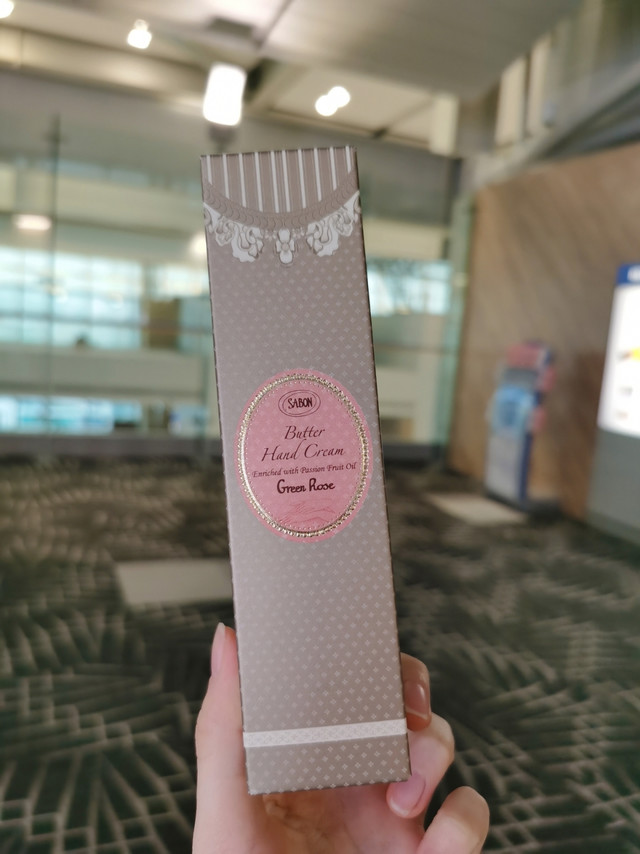 SABON
Butter
Hand Cream
Enriched with Passion Fruit Oil
Green Rose